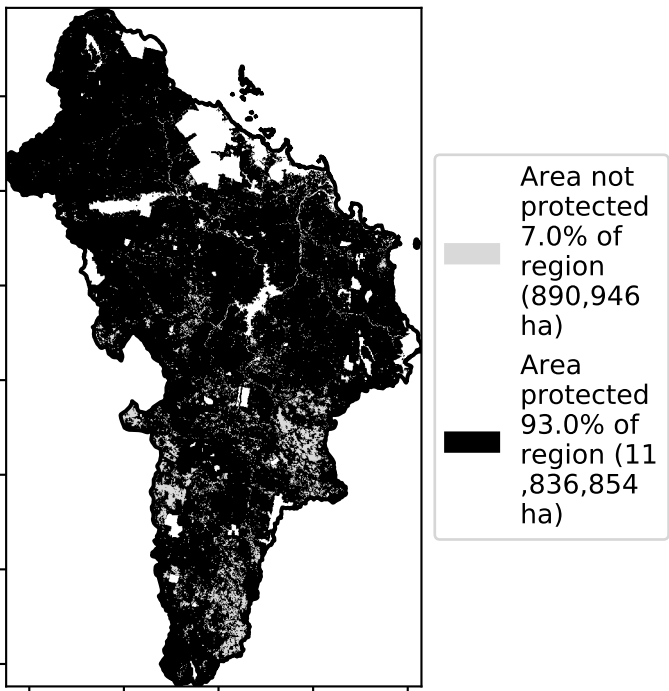 Area not
protected
7.0% of
region
(890,946
ha)
Area
protected
93.0% of
region (11
,836,854
ha)